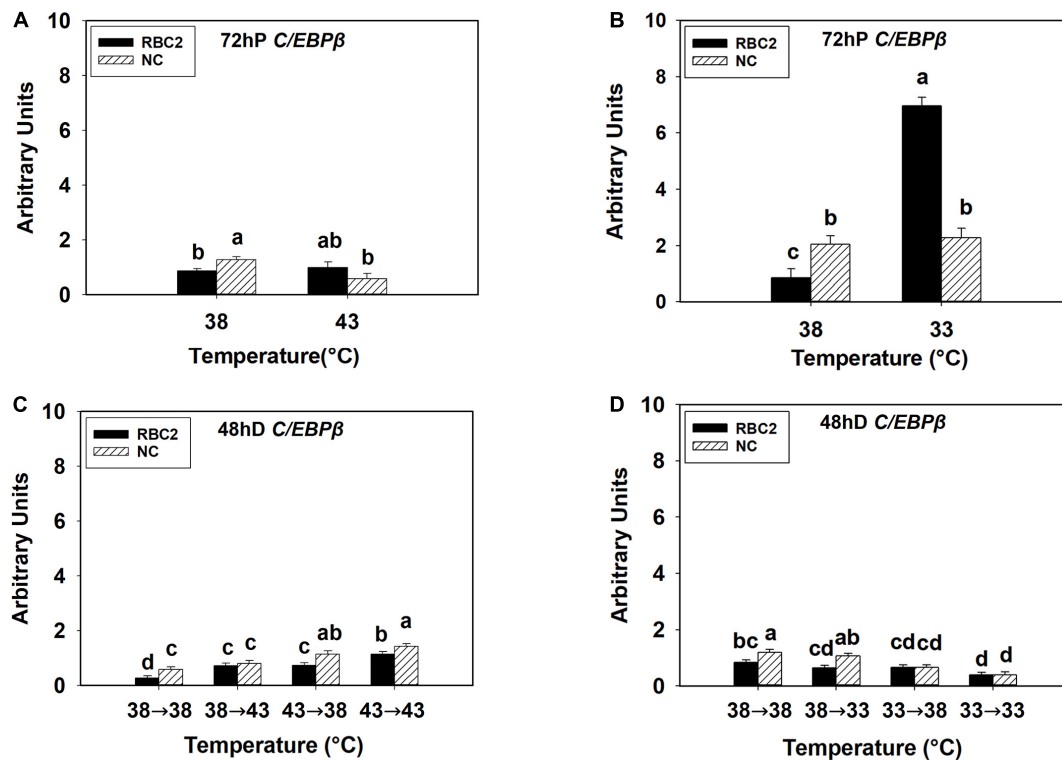 A
72hP C/EBPβ
RBC2
NC
Arbitrary Units
10
8
6
4
2
0
b
a
ab
b
38
43
Temperature(°C)
B
72hP C/EBPβ
RBC2
NC
Arbitrary Units
10
8
6
4
2
0
c
b
a
b
38
33
Temperature (°C)
C
48hD C/EBPβ
RBC2
NC
Arbitrary Units
10
8
6
4
2
0
d
c
c
c
c
ab
b
a
38→38
38→43
43→38
43→43
Temperature (°C)
D
48hD C/EBPβ
RBC2
NC
Arbitrary Units
10
8
6
4
2
0
bc
a
cd
ab
cd
cd
d
d
38→38
38→33
33→38
33→33
Temperature (°C)